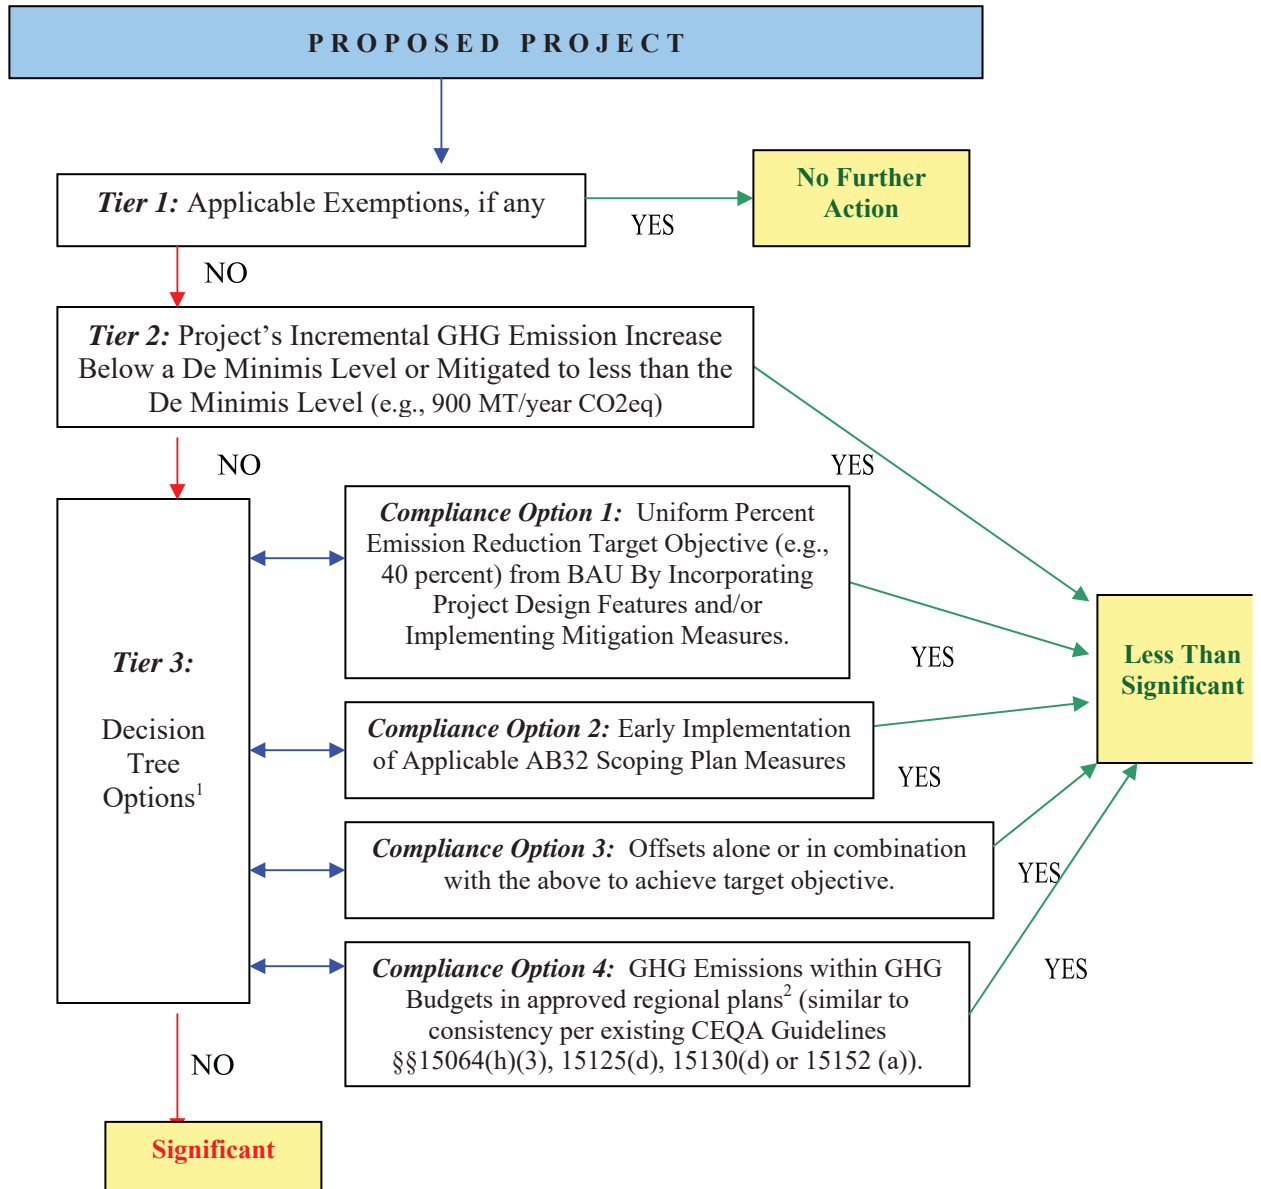 PROPOSED PROJECT
Tier 1: Applicable Exemptions, if any
YES
No Further
Action
NO
Tier 2: Project’s Incremental GHG Emission Increase
Below a De Minimis Level or Mitigated to less than the
De Minimis Level (e.g., 900 MT/year CO2eq)
YES
NO
Tier 3:
Decision
Tree
Options1
Compliance Option 1: Uniform Percent
Emission Reduction Target Objective (e.g.,
40 percent) from BAU By Incorporating
Project Design Features and/or
Implementing Mitigation Measures.
YES
Less Than
Significant
Compliance Option 2: Early Implementation
of Applicable AB32 Scoping Plan Measures
YES
Compliance Option 3: Offsets alone or in combination
with the above to achieve target objective.
YES
Compliance Option 4: GHG Emissions within GHG
Budgets in approved regional plans2 (similar to
consistency per existing CEQA Guidelines
§§15064(h)(3), 15125(d), 15130(d) or 15152 (a)).
YES
NO
Significant